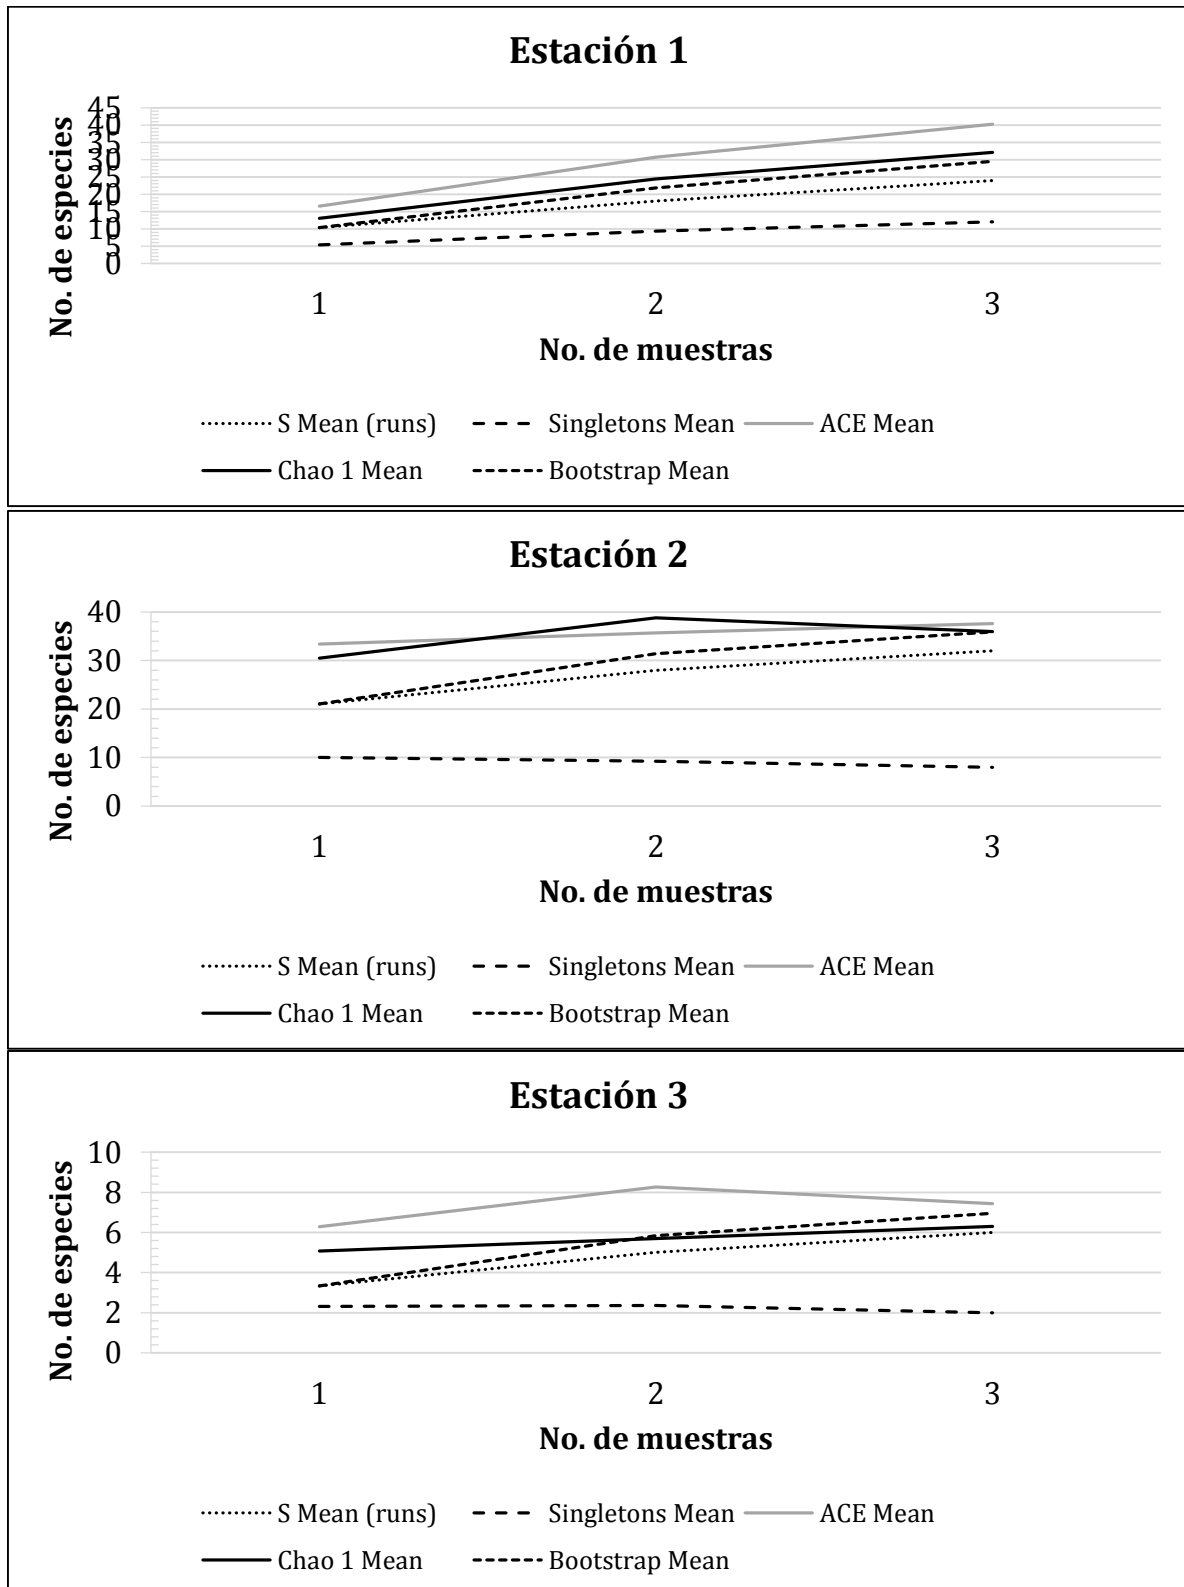 Estación 1
No. de especies
45
40
35
30
25
20
15
10
5
0
1 2 3
No. de muestras
S Mean (runs) Singletons Mean ACE Mean
Chao 1 Mean Bootstrap Mean
Estación 2
No. de especies
40
30
20
10
0
1 2 3
No. de muestras
S Mean (runs) Singletons Mean ACE Mean
Chao 1 Mean Bootstrap Mean
Estación 3
No. de especies
10
8
6
4
2
0
1 2 3
No. de muestras
S Mean (runs) Singletons Mean ACE Mean
Chao 1 Mean Bootstrap Mean